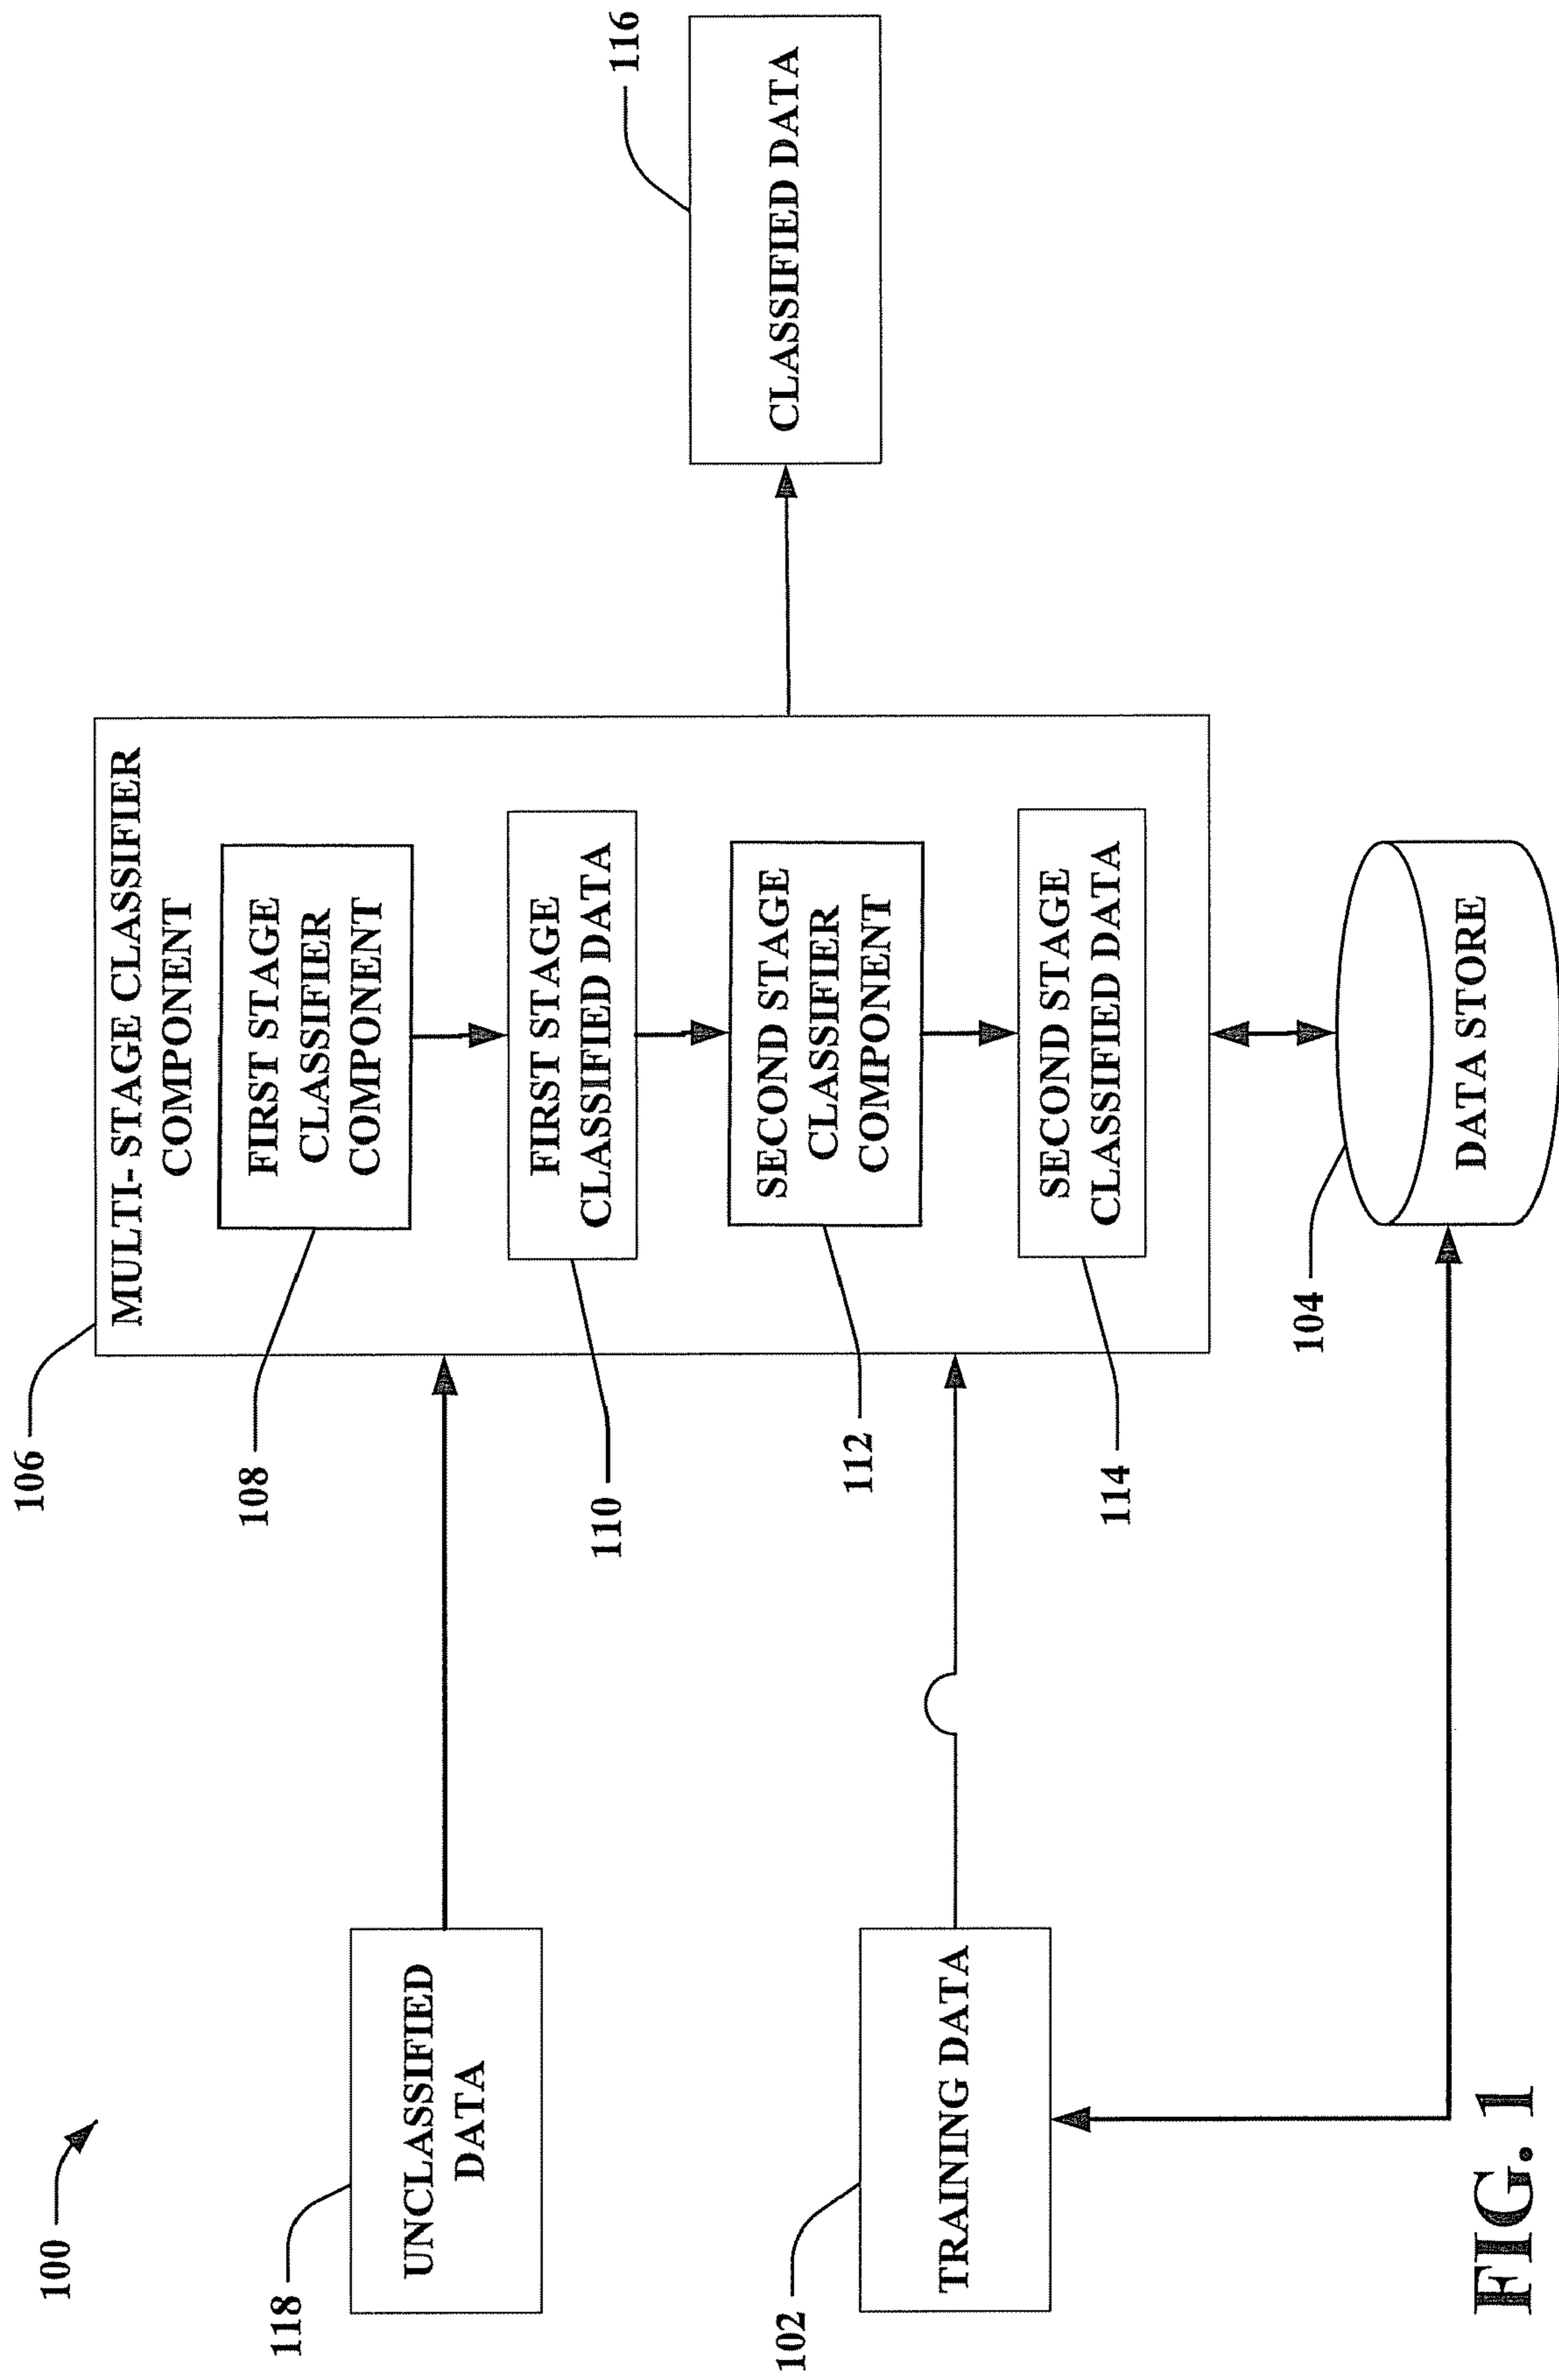 100
118
UNCLASSIFIED
DATA
102
TRAINING DATA
106
MULTI- STAGE CLASSIFIER
COMPONENT
108
FIRST STAGE
CLASSIFIER
COMPONENT
110
FIRST STAGE
CLASSIFIED DATA
112
SECOND STAGE
CLASSIFIER
COMPONENT
114
SECOND STAGE
CLASSIFIED DATA
104
DATA STORE
116
CLASSIFIED DATA
FIG. 1